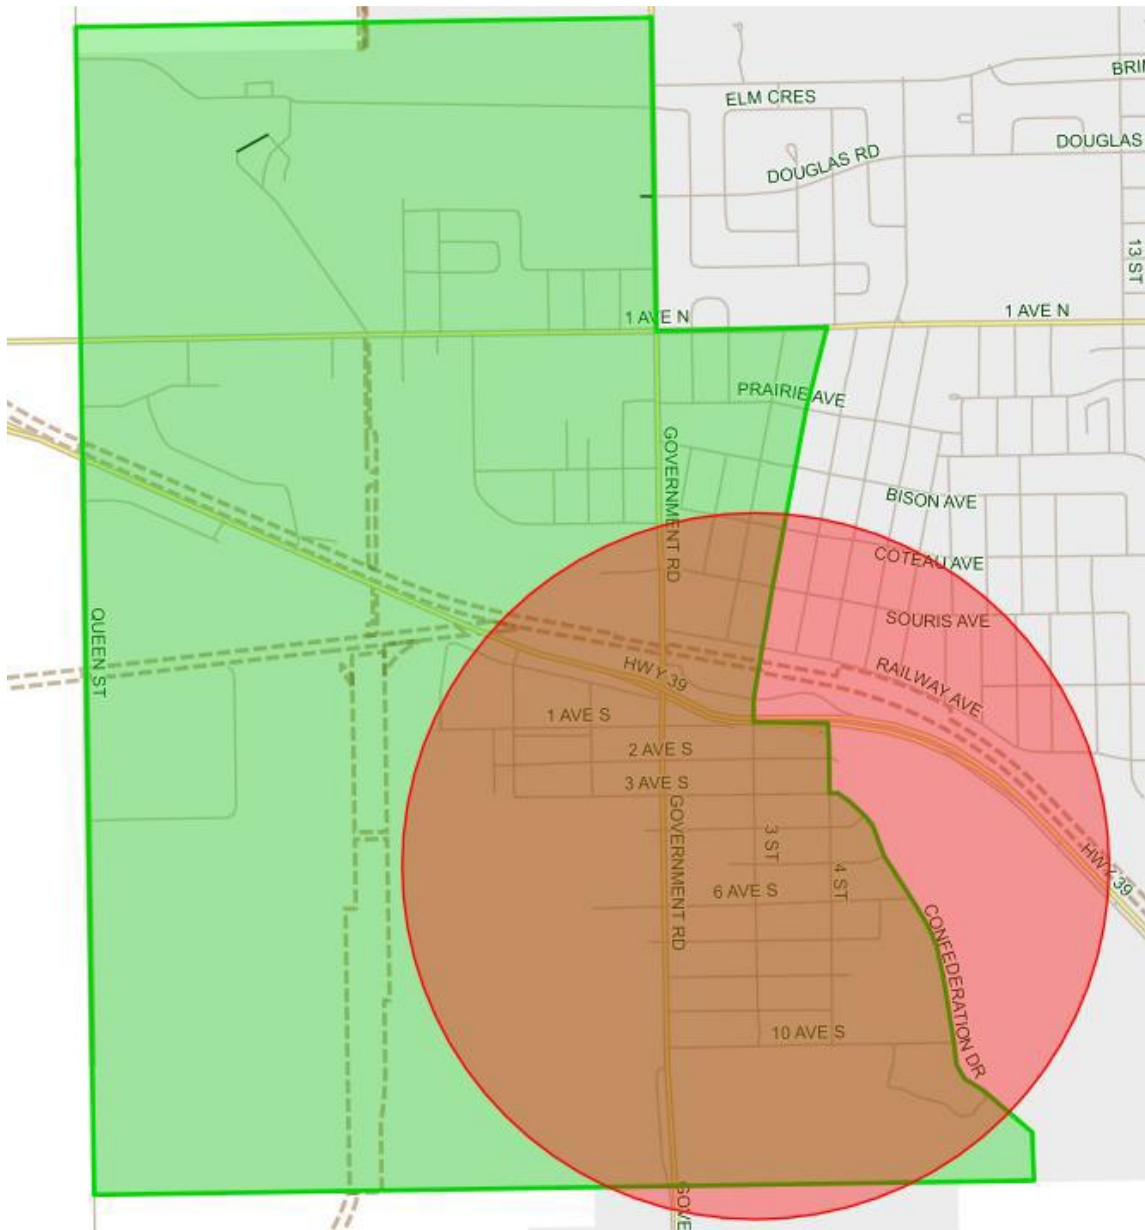 BRI
ELM CRES
DOUGLAS
DOUGLAS RD
13 ST
1 AVE N
1 AVE N
PRAIRIE AVE
GOVERNMENT RD
BISON AVE
COTEAU AVE
QUEEN ST
SOURIS AVE
HWY 39
RAILWAY AVE
1 AVE S
2 AVE S
3 AVE S
GOVERNMENT RD
3 ST
4 ST
HWY 39
6 AVE S
CONFEDERATION DR
10 AVE S
GOVE